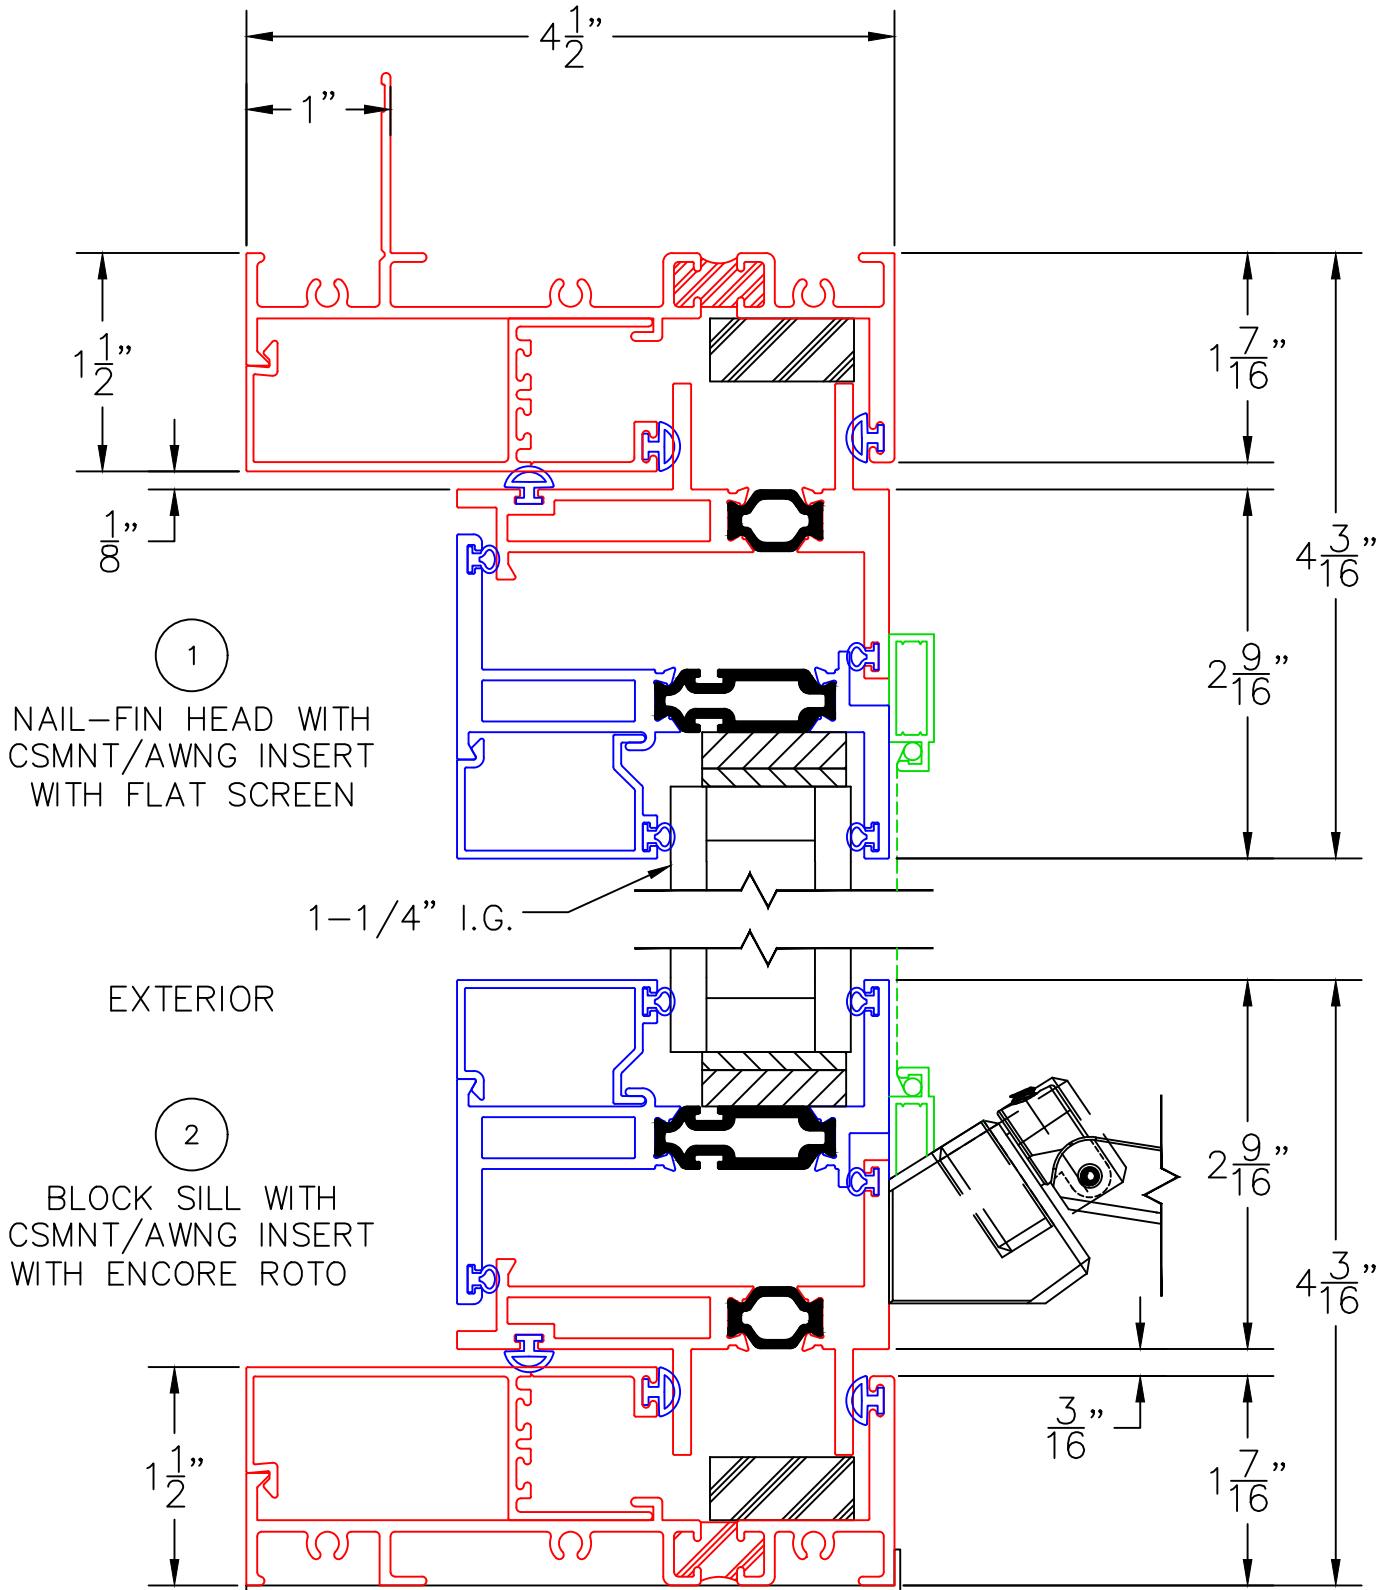 4 1/2”
1”
1 1/2”
1 7/16”
1/8”
4 3/16”
1
2 9/16”
NAIL–FIN HEAD WITH
CSMNT/AWNG INSERT
WITH FLAT SCREEN
1–1/4” I.G.
EXTERIOR
2
2 9/16”
BLOCK SILL WITH
CSMNT/AWNG INSERT
WITH ENCORE ROTO
4 3/16”
3/16”
1 1/2”
1 7/16”